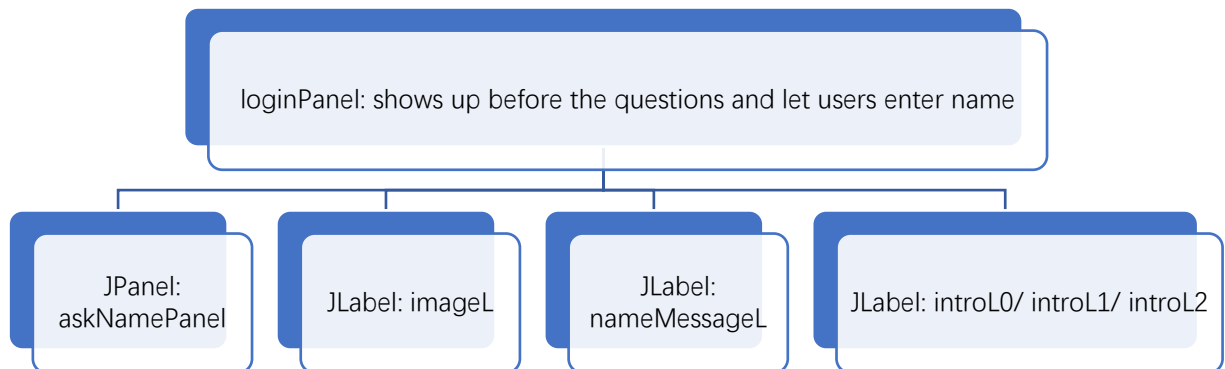 loginPanel: shows up before the questions and let users enter name
JPanel:
askNamePanel
JLabel: imageL
JLabel:
nameMessageL
JLabel: introL0/ introL1/ introL2